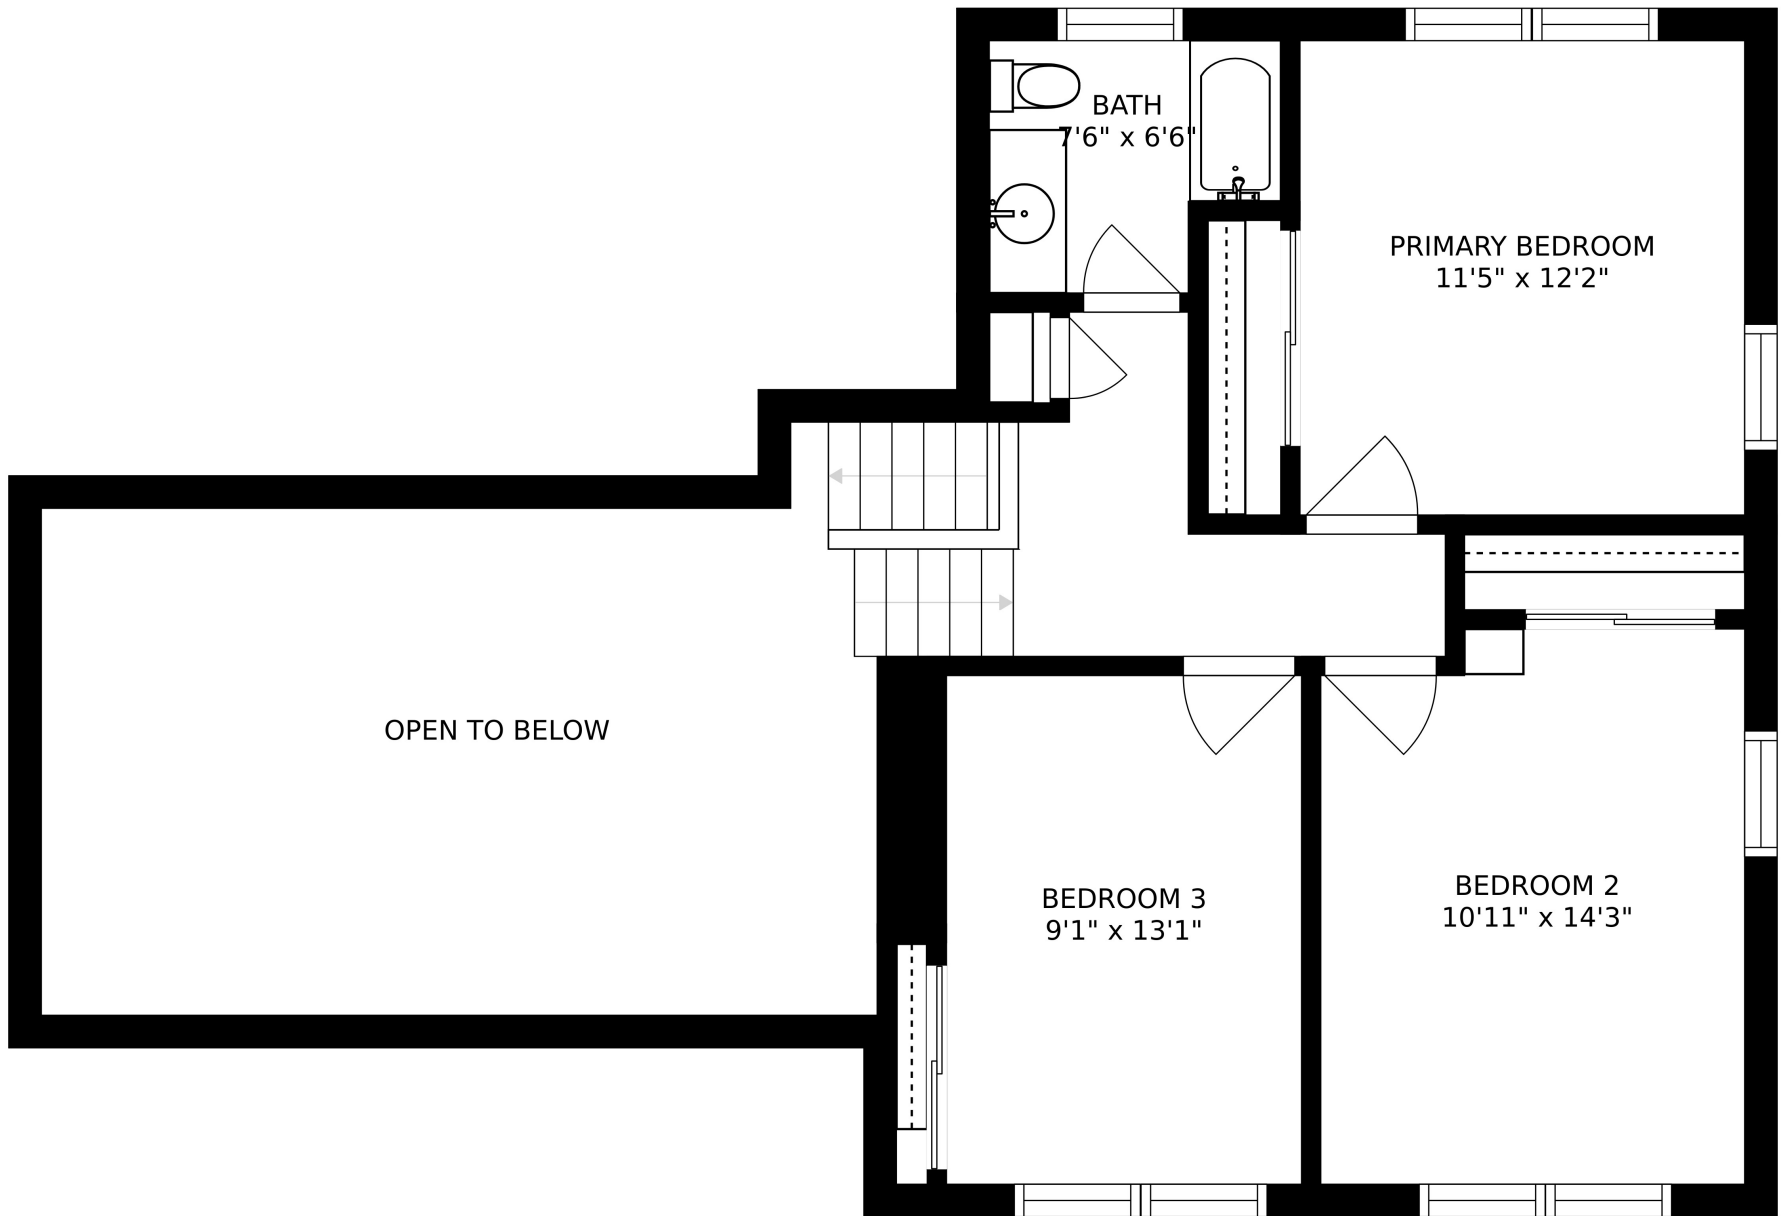 BATH
7'6" x 6'6"
PRIMARY BEDROOM
11'5" x 12'2"
OPEN TO BELOW
BEDROOM 3
9'1" x 13'1"
BEDROOM 2
10'11" x 14'3"